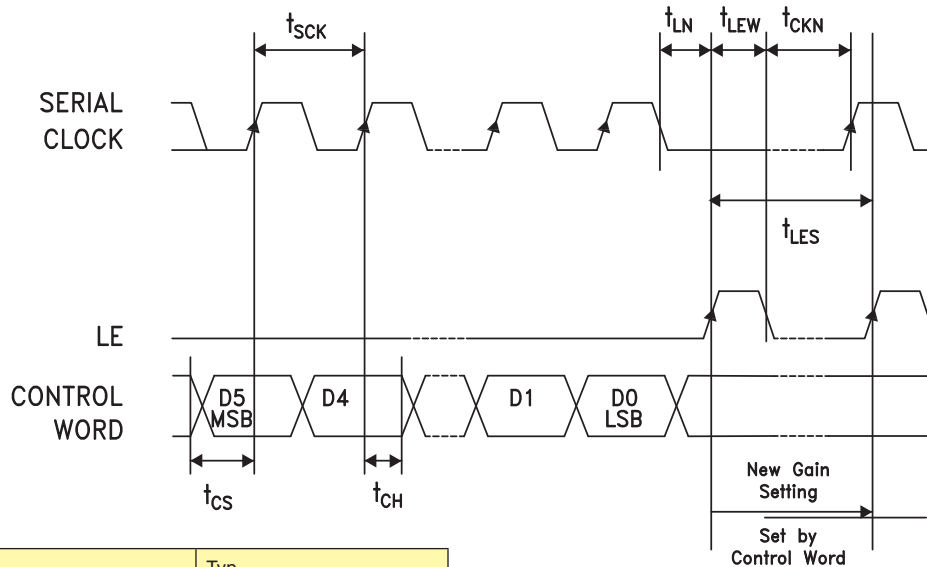 tSCK
tLN tLEW tCKN
SERIAL
CLOCK
tLES
LE
CONTROL
WORD
D5
MSB
D4
D1
D0
LSB
tCS
tCH
New Gain
Setting
Set by
Control Word
Typ